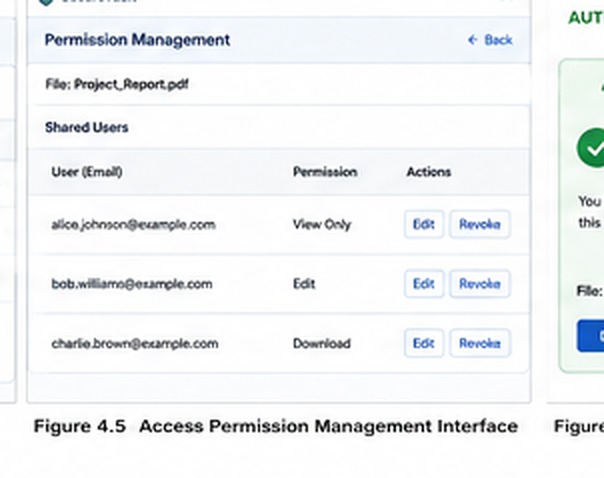 Permission Management
← Back
File: Project_Report.pdf
Shared Users
User (Email) Permission Actions
alice.johnson@example.com View Only Edit Revoke
bob.williams@example.com Edit Edit Revoke
charlie.brown@example.com Download Edit Revoke
Figure 4.5 Access Permission Management Interface
AUT
You
this
File:
Figure